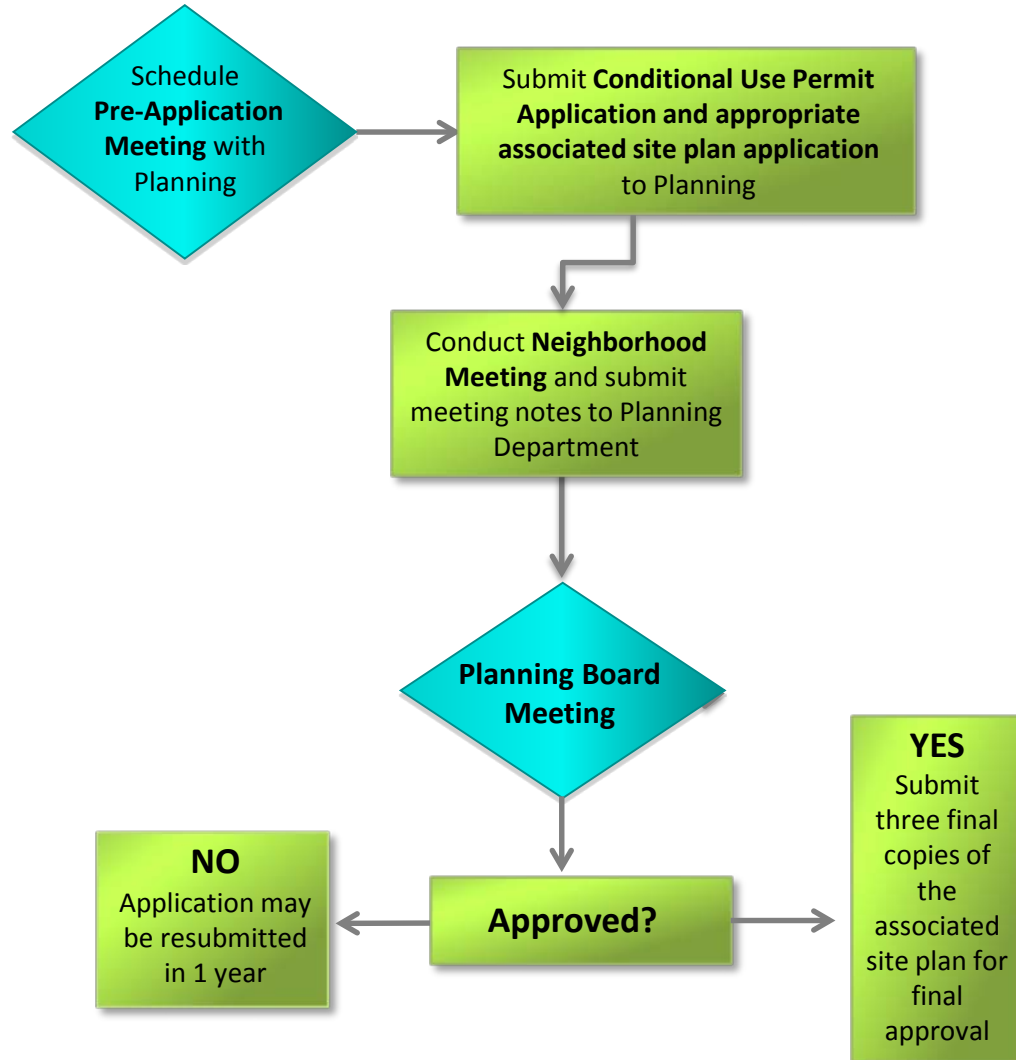 Schedule
Pre-Application
Meeting with
Planning
Submit Conditional Use Permit
Application and appropriate
associated site plan application
to Planning
Conduct Neighborhood
Meeting and submit
meeting notes to Planning
Department
Planning Board
Meeting
Approved?
NO
Application may
be resubmitted
in 1 year
YES
Submit
three final
copies of
the
associated
site plan for
final
approval